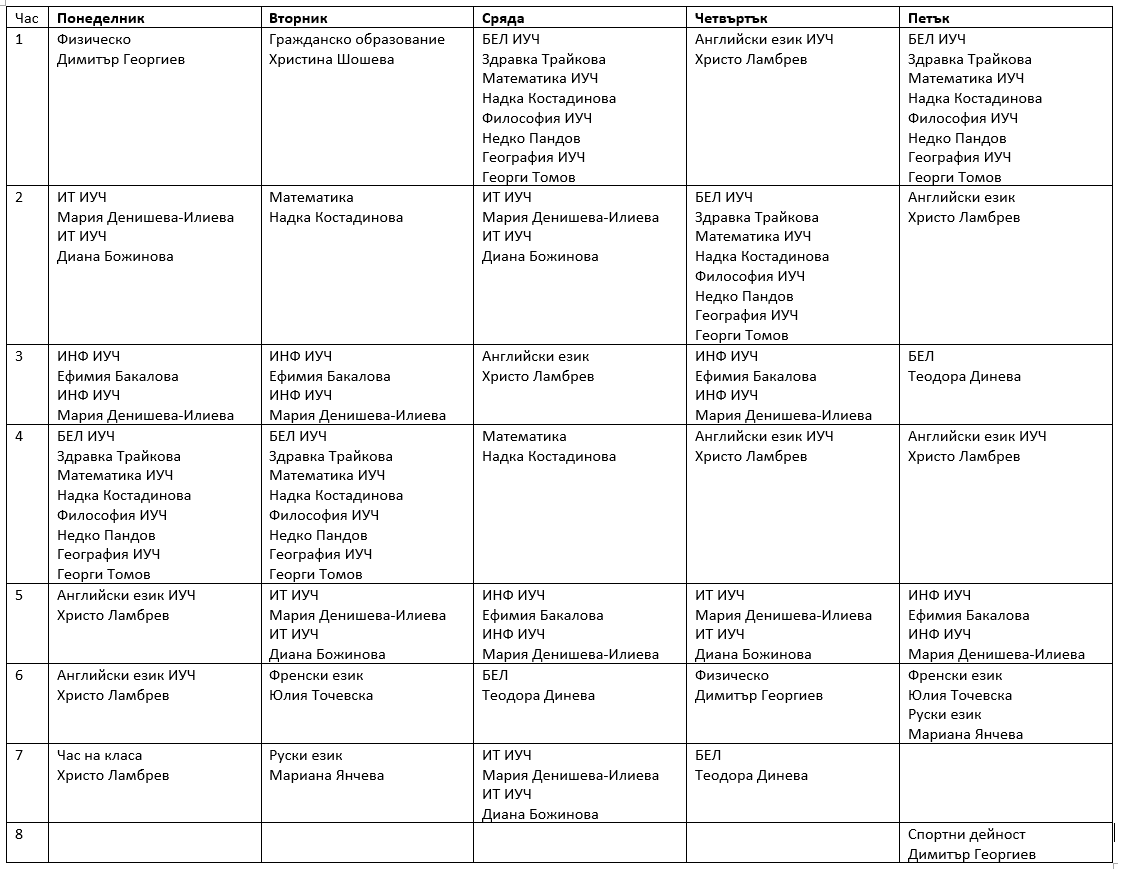 Час Понеделник Вторник Сряда Четвъртък Петък
1
Физическо
Димитър Георгиев
Гражданско образование
Христина Шошева
БЕЛ ИУЧ
Здравка Трайкова
Математика ИУЧ
Надка Костадинова
Философия ИУЧ
Недко Пандов
География ИУЧ
Георги Томов
Английски език ИУЧ
Христо Ламбрев
БЕЛ ИУЧ
Здравка Трайкова
Математика ИУЧ
Надка Костадинова
Философия ИУЧ
Недко Пандов
География ИУЧ
Георги Томов
2
ИТ ИУЧ
Мария Денишева-Илиева
ИТ ИУЧ
Диана Божинова
Математика
Надка Костадинова
ИТ ИУЧ
Мария Денишева-Илиева
ИТ ИУЧ
Диана Божинова
БЕЛ ИУЧ
Здравка Трайкова
Математика ИУЧ
Надка Костадинова
Философия ИУЧ
Недко Пандов
География ИУЧ
Георги Томов
Английски език
Христо Ламбрев
3
ИНФ ИУЧ
Ефимия Бакалова
ИНФ ИУЧ
Мария Денишева-Илиева
ИНФ ИУЧ
Ефимия Бакалова
ИНФ ИУЧ
Мария Денишева-Илиева
Английски език
Христо Ламбрев
ИНФ ИУЧ
Ефимия Бакалова
ИНФ ИУЧ
Мария Денишева-Илиева
БЕЛ
Теодора Динева
4
БЕЛ ИУЧ
Здравка Трайкова
Математика ИУЧ
Надка Костадинова
Философия ИУЧ
Недко Пандов
География ИУЧ
Георги Томов
БЕЛ ИУЧ
Здравка Трайкова
Математика ИУЧ
Надка Костадинова
Философия ИУЧ
Недко Пандов
География ИУЧ
Георги Томов
Математика
Надка Костадинова
Английски език ИУЧ
Христо Ламбрев
Английски език ИУЧ
Христо Ламбрев
5
Английски език ИУЧ
Христо Ламбрев
ИТ ИУЧ
Мария Денишева-Илиева
ИТ ИУЧ
Диана Божинова
ИНФ ИУЧ
Ефимия Бакалова
ИНФ ИУЧ
Мария Денишева-Илиева
ИТ ИУЧ
Мария Денишева-Илиева
ИТ ИУЧ
Диана Божинова
ИНФ ИУЧ
Ефимия Бакалова
ИНФ ИУЧ
Мария Денишева-Илиева
6
Английски език ИУЧ
Христо Ламбрев
Френски език
Юлия Точевска
БЕЛ
Теодора Динева
Физическо
Димитър Георгиев
Френски език
Юлия Точевска
Руски език
Мариана Янчева
7
Час на класа
Христо Ламбрев
Руски език
Мариана Янчева
ИТ ИУЧ
Мария Денишева-Илиева
ИТ ИУЧ
Диана Божинова
БЕЛ
Теодора Динева
8
Спортни дейност
Димитър Георгиев